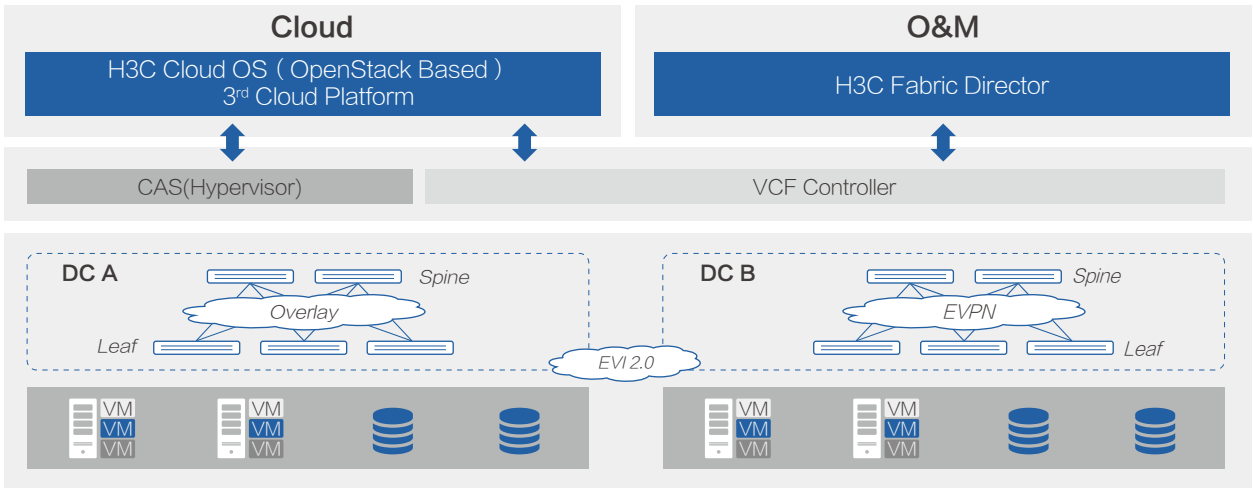 Cloud
O&M
H3C Cloud OS ( OpenStack Based )
3rd Cloud Platform
H3C Fabric Director
CAS(Hypervisor)
VCF Controller
DC A
Spine
Overlay
Leaf
DC B
Spine
EVPN
Leaf
EVI 2.0
VM
VM
VM
VM
VM
VM
VM
VM
VM
VM
VM
VM